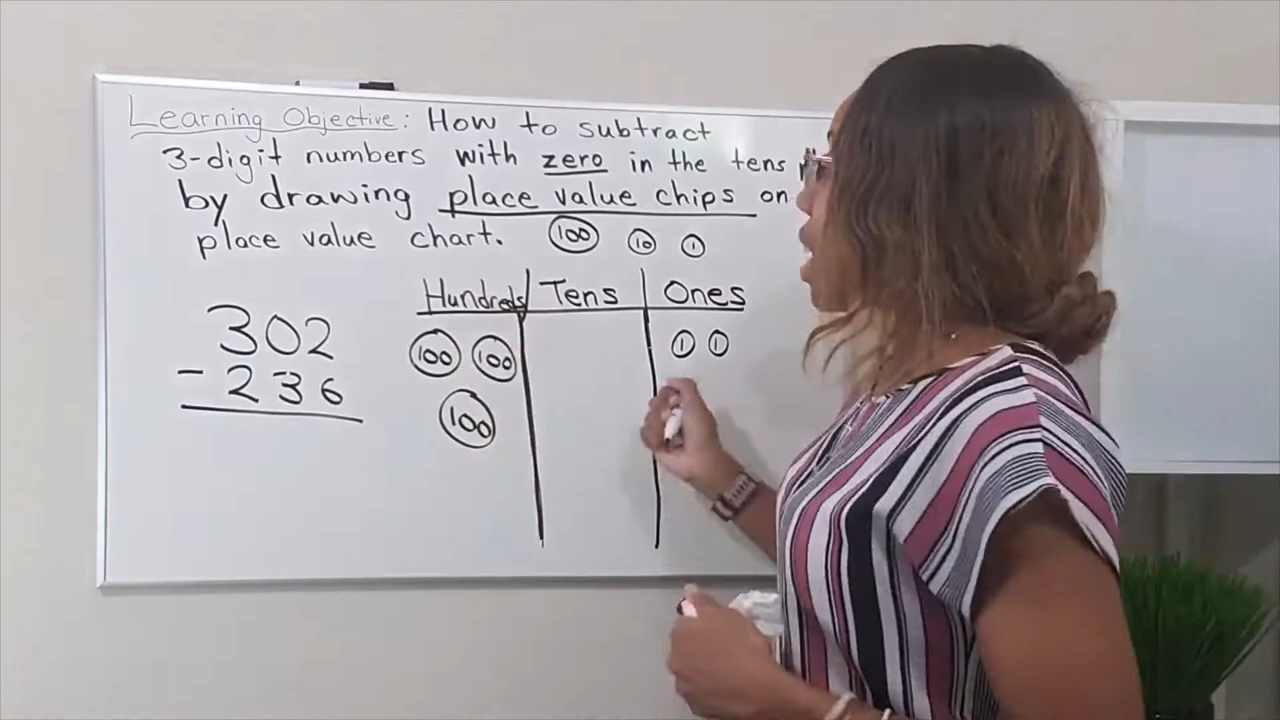 Learning Objective: How to subtract
3-digit numbers with zero in the tens
by drawing place value chips on
place value chart. 100 10 1
Hundreds Tens Ones
302
- 236
100 100 1 1
100